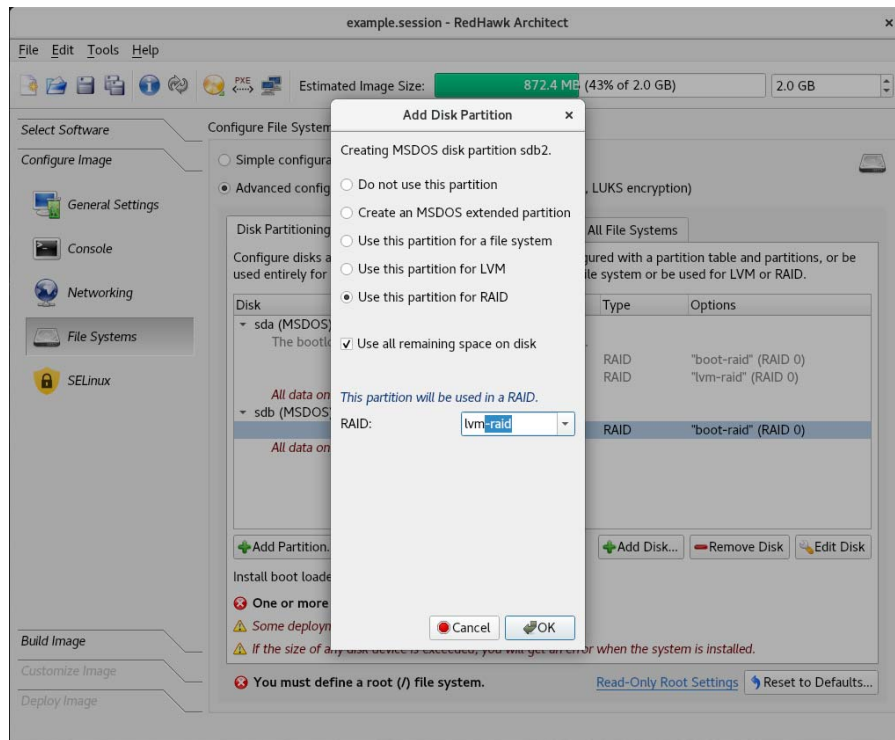 example.session - RedHawk Architect
File Edit Tools Help
PXE
Estimated Image Size: 872.4 MB (43% of 2.0 GB) 2.0 GB
Select Software
Configure Image
General Settings
Console
Networking
File Systems
SELinux
Build Image
Customize Image
Deploy Image
Configure File System
Simple configura
Advanced config , LUKS encryption)
Disk Partitioning All File Systems
Configure disks a ured with a partition table and partitions, or be
used entirely for ile system or be used for LVM or RAID.
Disk Type Options
sda (MSDOS)
The bootlo
RAID "boot-raid" (RAID 0)
RAID "lvm-raid" (RAID 0)
All data on
sdb (MSDOS
RAID "boot-raid" (RAID 0)
All data on
Add Partition. Add Disk... Remove Disk Edit Disk
Install boot loade
One or more
Some deployn
If the size of any disk device is exceeded, you will get an error when the system is installed.
You must define a root (/) file system. Read-Only Root Settings Reset to Defaults...
Add Disk Partition
Creating MSDOS disk partition sdb2.
Do not use this partition
Create an MSDOS extended partition
Use this partition for a file system
Use this partition for LVM
Use this partition for RAID
Use all remaining space on disk
This partition will be used in a RAID.
RAID: lvm-raid
Cancel OK